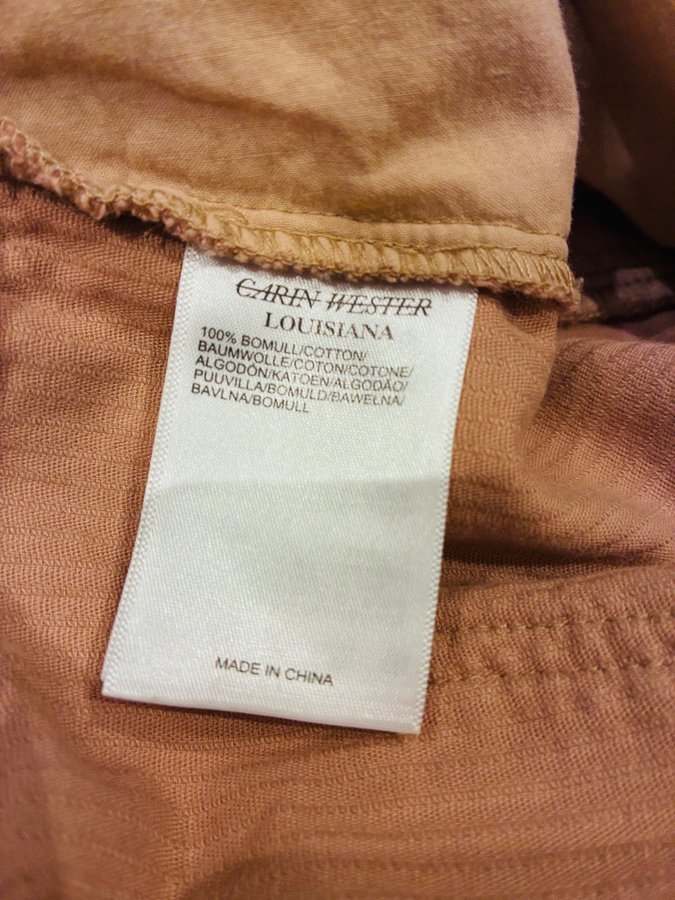 CARIN WESTER
LOUISIANA
100% BOMULL/COTTON/
BAUMWOLLE/COTON/COTONE/
ALGODÓN/KATOEN/ALGODÃO/
PUUVILLA/BOMULD/BAWEŁNA/
BAVLNA/BOMULL
MADE IN CHINA